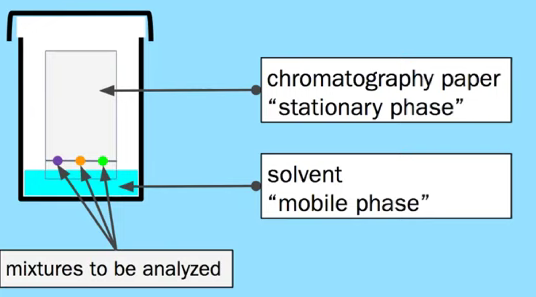 chromatography paper
“stationary phase”
solvent
“mobile phase”
mixtures to be analyzed